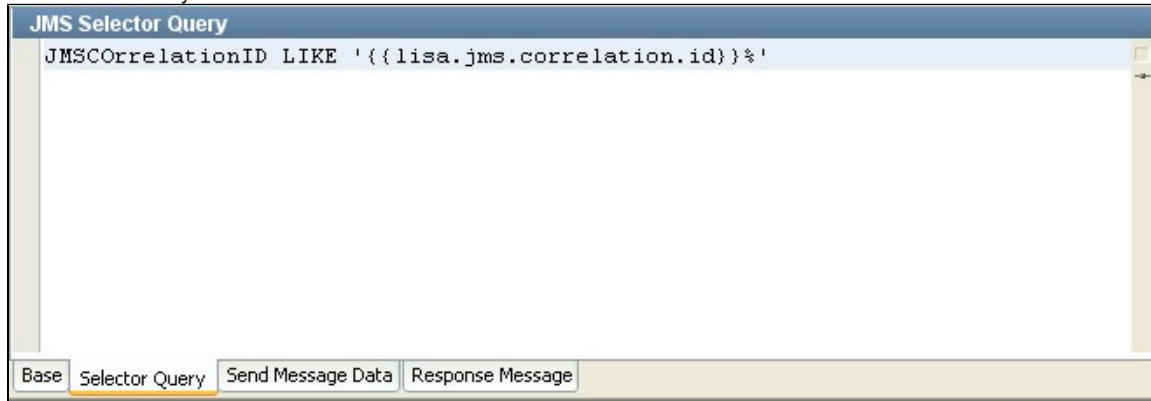 JMS Selector Query
JMSCOrrelationID LIKE '{{lisa.jms.correlation.id}}%'
Base Selector Query Send Message Data Response Message